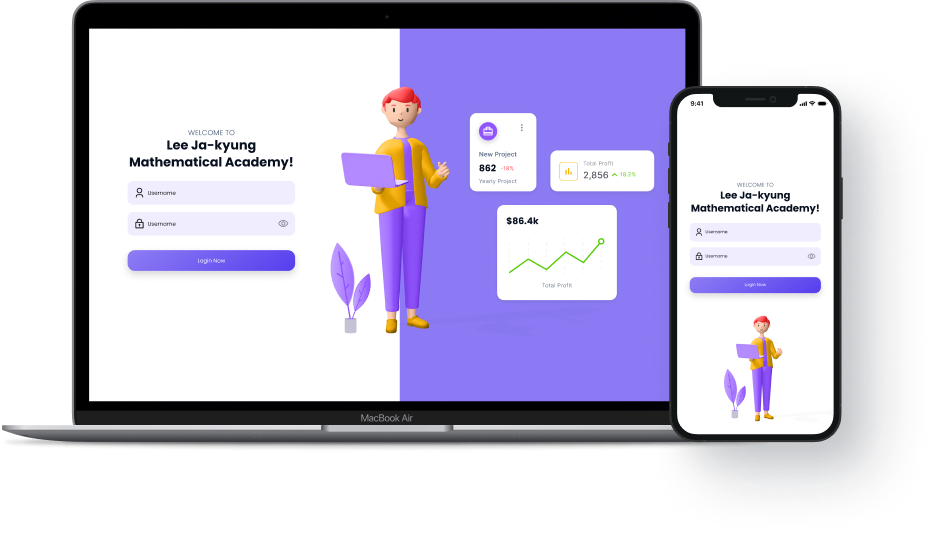 WELCOME TO
Lee Ja-kyung
Mathematical Academy!
Username
Username
Login Now
New Project
862 -18%
Yearly Project
Total Profit
2,856 18.2%
$86.4k
Total Profit
MacBook Air
9:41
WELCOME TO
Lee Ja-kyung
Mathematical Academy!
Username
Username
Login Now